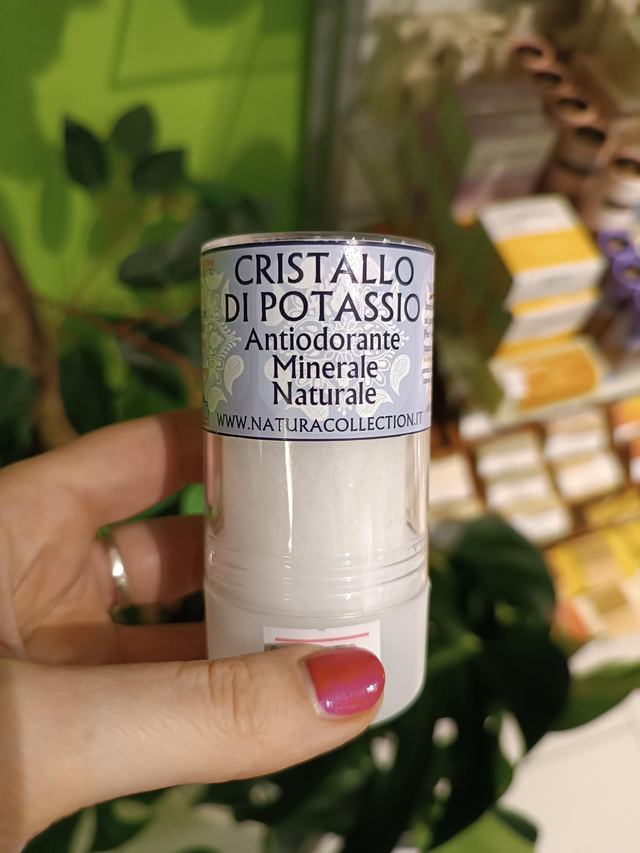 CRISTALLO
DI POTASSIO
Antiodorante
Minerale
Naturale
WWW.NATURACOLLECTION.IT